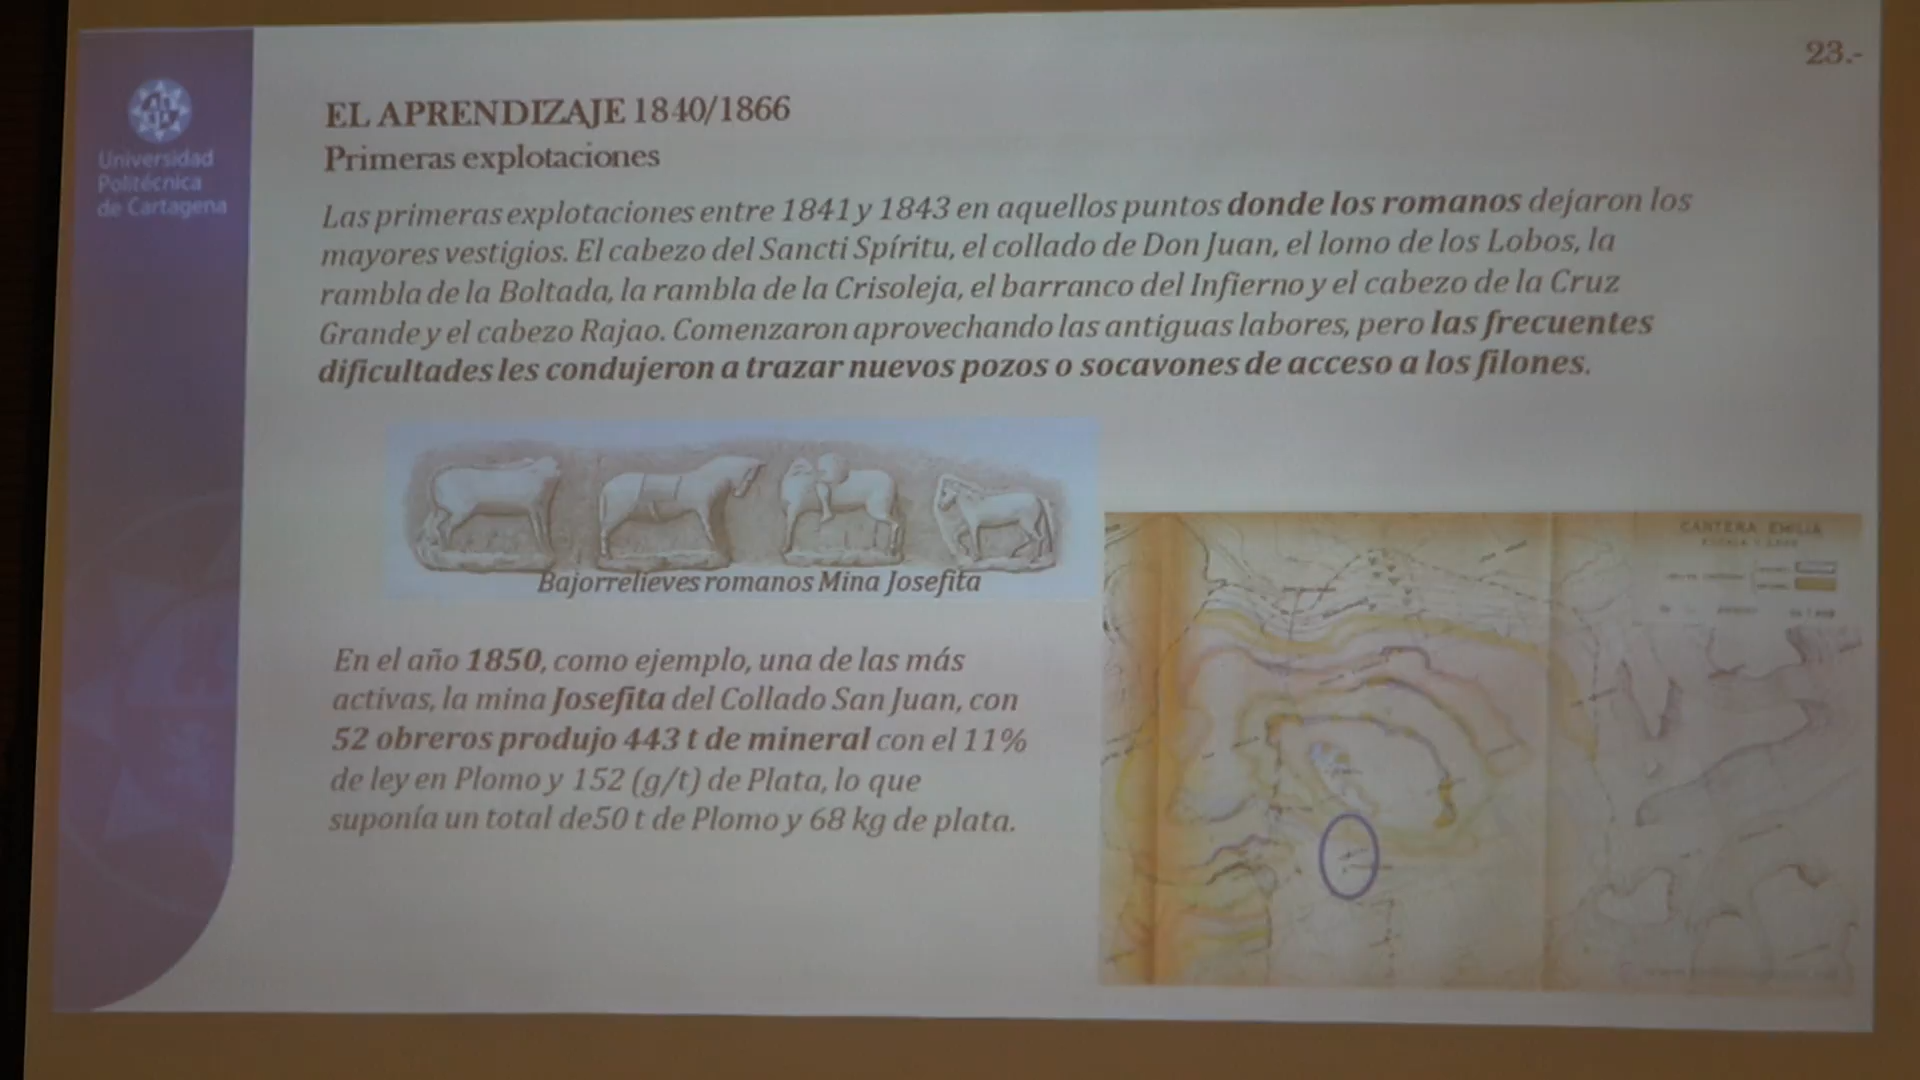 23.-
Universidad
Politécnica
de Cartagena
EL APRENDIZAJE 1840/1866
Primeras explotaciones
Las primeras explotaciones entre 1841 y 1843 en aquellos puntos donde los romanos dejaron los
mayores vestigios. El cabezo del Sancti Spíritu, el collado de Don Juan, el lomo de los Lobos, la
rambla de la Boltada, la rambla de la Crisoleja, el barranco del Infierno y el cabezo de la Cruz
Grande y el cabezo Rajao. Comenzaron aprovechando las antiguas labores, pero las frecuentes
dificultades les condujeron a trazar nuevos pozos o socavones de acceso a los filones.
Bajorrelieves romanos Mina Josefita
En el año 1850, como ejemplo, una de las más
activas, la mina Josefita del Collado San Juan, con
52 obreros produjo 443 t de mineral con el 11%
de ley en Plomo y 152 (g/t) de Plata, lo que
suponía un total de50 t de Plomo y 68 kg de plata.
CANTERA EMILIA